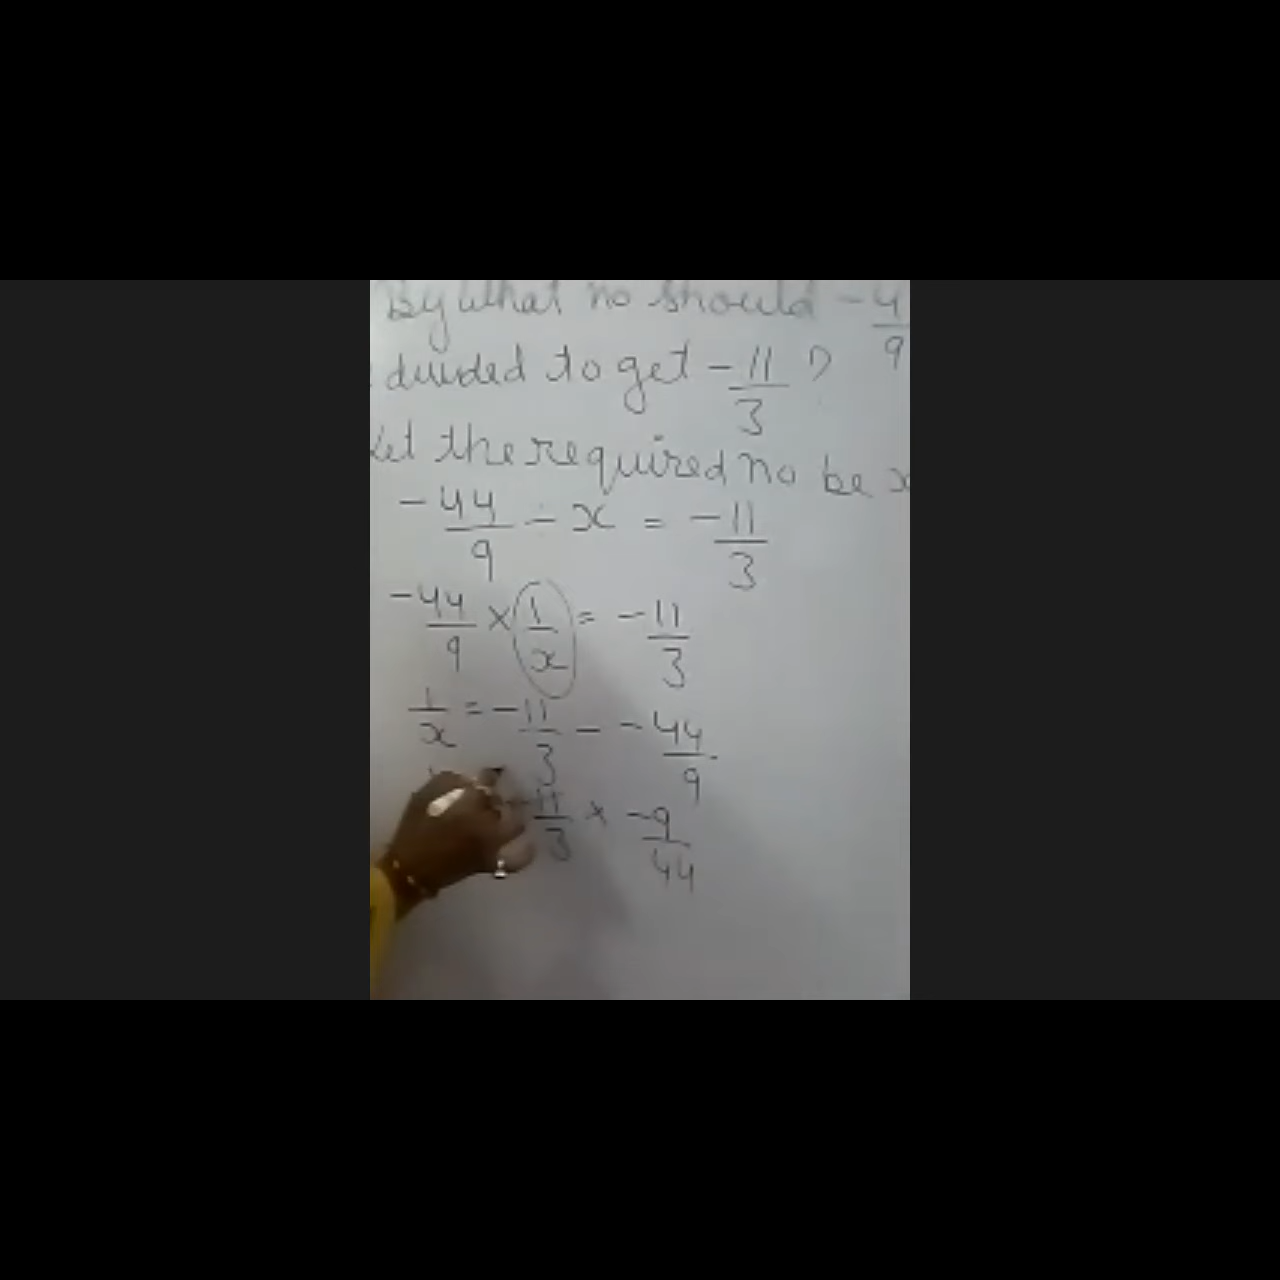 By what no should -4/9
divided to get -11/3 ?
Let the required no be x
-44/9 ÷ x = -11/3
-44/9 × 1/x = -11/3
1/x = -11/3 ÷ -44/9
-11/3 × -9/44